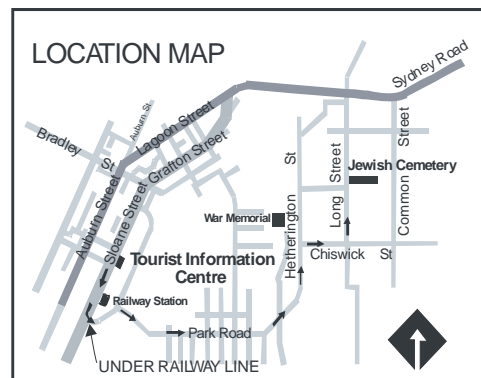 LOCATION MAP
Sydney Road
Auburn St
Bradley
St
Lagoon Street
Grafton Street
Auburn Street
Sloane Street
Hetherington
St
Long
Street
Common
Street
Jewish Cemetery
War Memorial
Chiswick
St
Tourist Information
Centre
Railway Station
Park Road
UNDER RAILWAY LINE